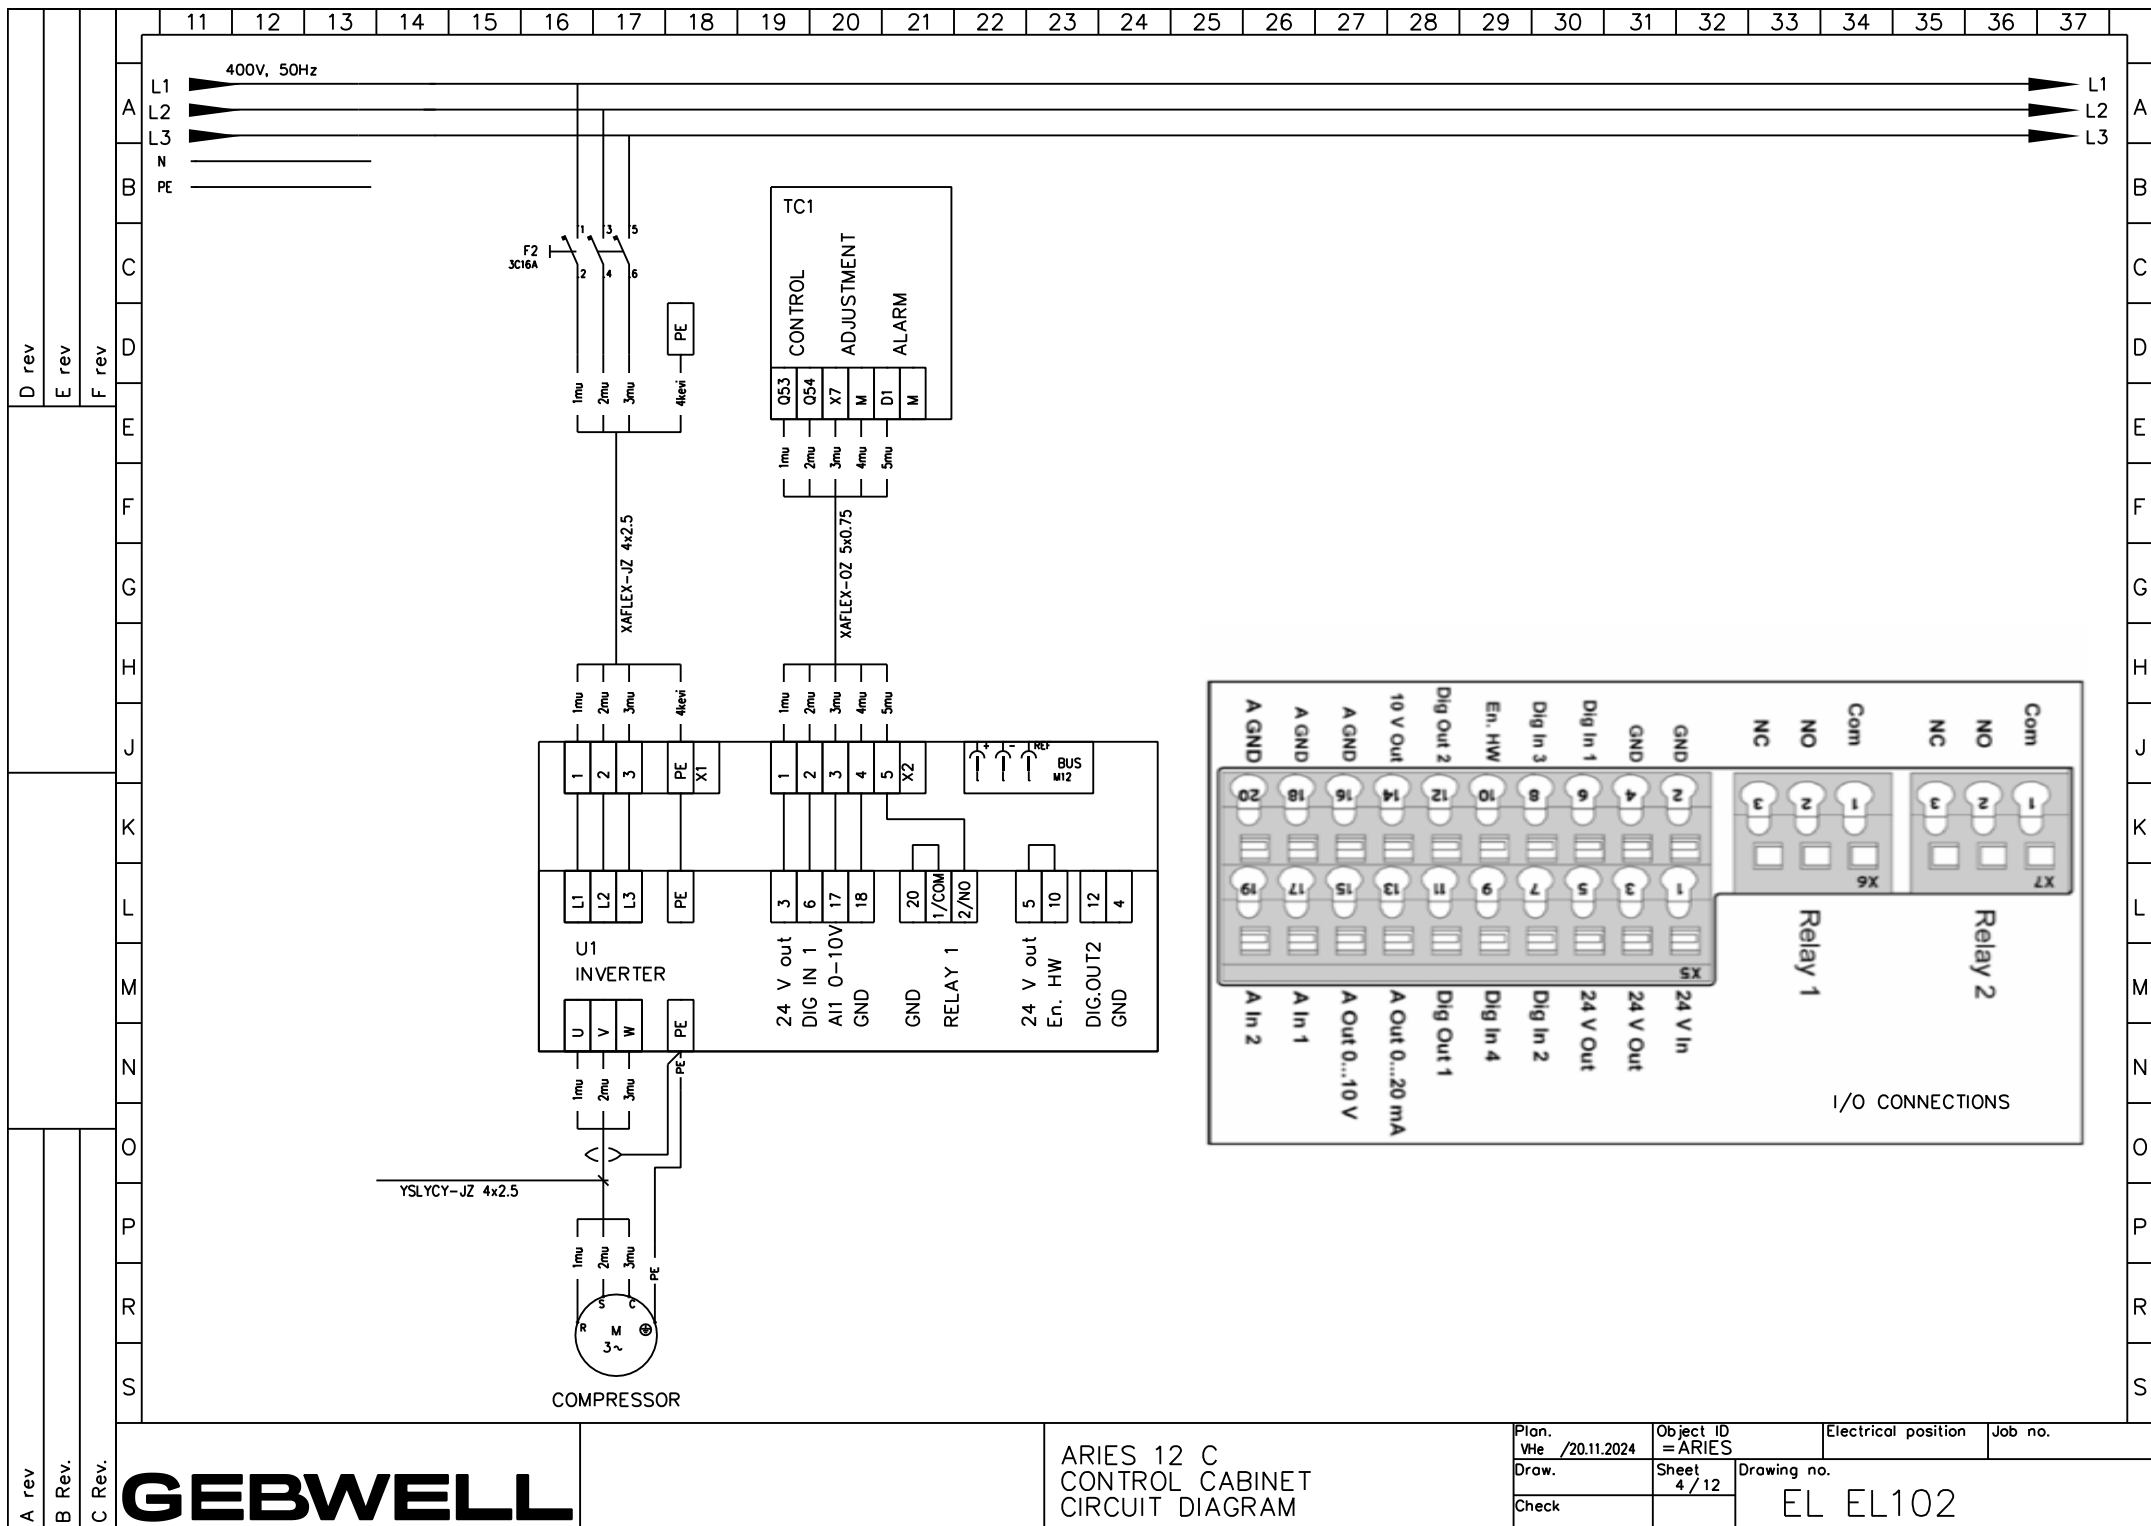 11 12 13 14 15 16 17 18 19 20 21 22 23 24 25 26 27 28 29 30 31 32 33 34 35 36 37
400V, 50Hz
L1 L1
A L2 L2 A
L3 L3
N
B PE B
TC1
F2
3C16A
1 3 5
2 4 6
C C
CONTROL
ADJUSTMENT
ALARM
D PE D
D rev
E rev
F rev
1mu 2mu 3mu 4kevi
Q53 Q54 X7 M D1 M
E E
1mu 2mu 3mu 4mu 5mu
F F
XAFLEX-JZ 4x2.5
XAFLEX-OZ 5x0.75
G G
H H
1mu 2mu 3mu 4kevi
1mu 2mu 3mu 4mu 5mu
J J
1 2 3 PE X1
1 2 3 4 5 X2
+ - REF
BUS
M12
K K
L1 L2 L3 PE
3 6 17 18
20 1/COM 2/NO
5 10 12 4
L L
U1
INVERTER
24 V out
DIG IN 1
AI1 0-10V
GND
GND
RELAY 1
24 V out
En. HW
DIG.OUT2
GND
M M
U V W PE
N N
1mu 2mu 3mu PE
O O
YSLYCY-JZ 4x2.5
P P
1mu 2mu 3mu PE
R R
R S C
M
3~
S S
COMPRESSOR
A GND A GND A GND 10 V Out Dig Out 2 En. HW Dig In 3 Dig In 1 GND GND NC NO Com NC NO Com
20 18 16 14 12 10 8 6 4 2 3 2 1 3 2 1
19 17 15 13 11 9 7 5 3 1
X6 X7
X5
Relay 1
Relay 2
A In 2 A In 1 A Out 0...10 V A Out 0...20 mA Dig Out 1 Dig In 4 Dig In 2 24 V Out 24 V Out 24 V In
I/O CONNECTIONS
A rev
B Rev.
C Rev.
GEBWELL
ARIES 12 C
CONTROL CABINET
CIRCUIT DIAGRAM
Plan.
VHe /20.11.2024
Object ID
=ARIES
Electrical position
Job no.
Draw.
Sheet
4/12
Drawing no.
EL EL102
Check